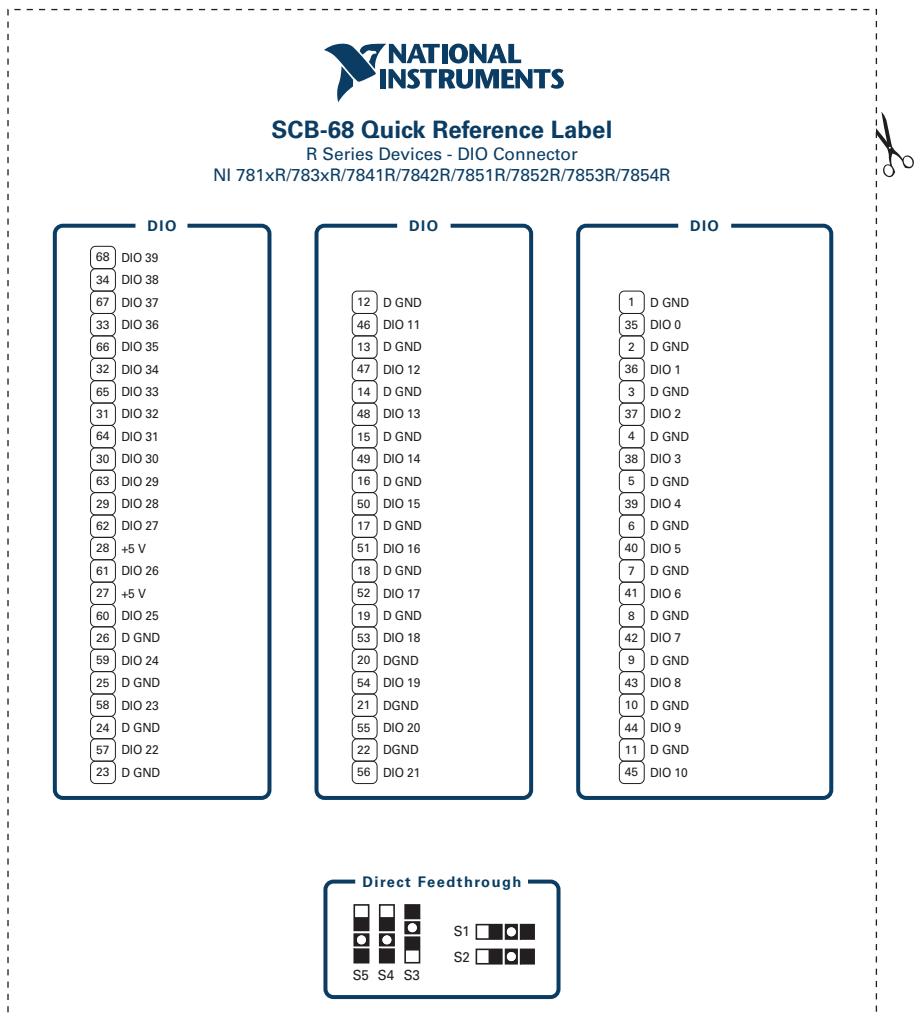 NATIONAL
INSTRUMENTS
SCB-68 Quick Reference Label
R Series Devices - DIO Connector
NI 781xR/783xR/7841R/7842R/7851R/7852R/7853R/7854R
DIO
68 DIO 39
34 DIO 38
67 DIO 37
33 DIO 36
66 DIO 35
32 DIO 34
65 DIO 33
31 DIO 32
64 DIO 31
30 DIO 30
63 DIO 29
29 DIO 28
62 DIO 27
28 +5 V
61 DIO 26
27 +5 V
60 DIO 25
26 D GND
59 DIO 24
25 D GND
58 DIO 23
24 D GND
57 DIO 22
23 D GND
DIO
12 D GND
46 DIO 11
13 D GND
47 DIO 12
14 D GND
48 DIO 13
15 D GND
49 DIO 14
16 D GND
50 DIO 15
17 D GND
51 DIO 16
18 D GND
52 DIO 17
19 D GND
53 DIO 18
20 DGND
54 DIO 19
21 DGND
55 DIO 20
22 DGND
56 DIO 21
DIO
1 D GND
35 DIO 0
2 D GND
36 DIO 1
3 D GND
37 DIO 2
4 D GND
38 DIO 3
5 D GND
39 DIO 4
6 D GND
40 DIO 5
7 D GND
41 DIO 6
8 D GND
42 DIO 7
9 D GND
43 DIO 8
10 D GND
44 DIO 9
11 D GND
45 DIO 10
Direct Feedthrough
S5 S4 S3
S1
S2